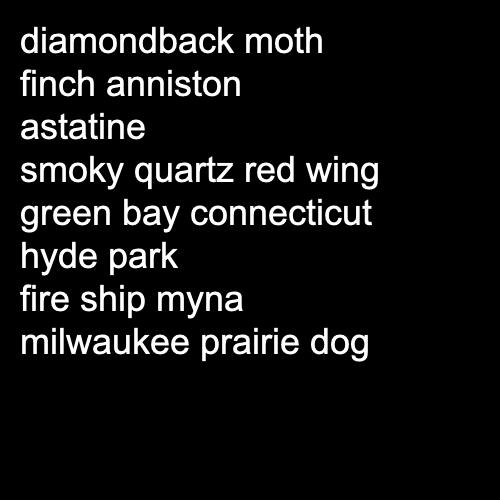 diamondback moth
finch anniston
astatine
smoky quartz red wing
green bay connecticut
hyde park
fire ship myna
milwaukee prairie dog